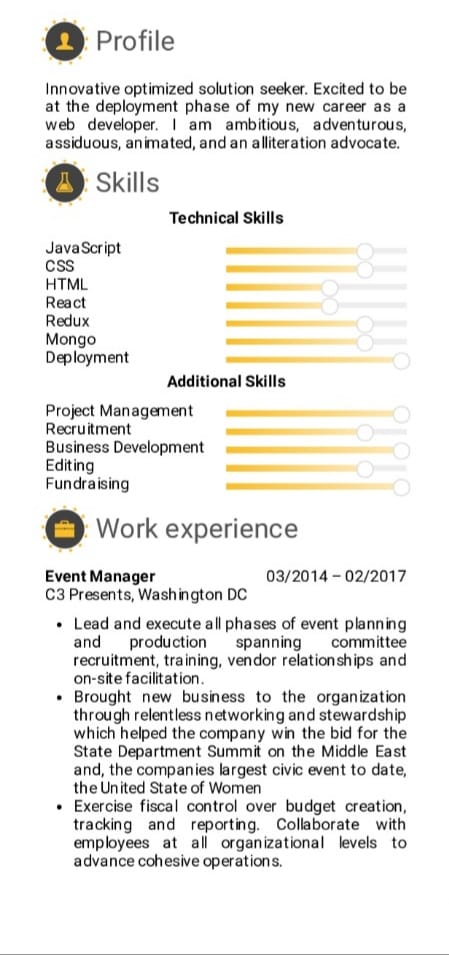 Profile
Innovative optimized solution seeker. Excited to be
at the deployment phase of my new career as a
web developer. I am ambitious, adventurous,
assiduous, animated, and an alliteration advocate.
Skills
Technical Skills
JavaScript
CSS
HTML
React
Redux
Mongo
Deployment
Additional Skills
Project Management
Recruitment
Business Development
Editing
Fundraising
Work experience
Event Manager 03/2014 – 02/2017
C3 Presents, Washington DC
• Lead and execute all phases of event planning
and production spanning committee
recruitment, training, vendor relationships and
on-site facilitation.
• Brought new business to the organization
through relentless networking and stewardship
which helped the company win the bid for the
State Department Summit on the Middle East
and, the companies largest civic event to date,
the United State of Women
• Exercise fiscal control over budget creation,
tracking and reporting. Collaborate with
employees at all organizational levels to
advance cohesive operations.